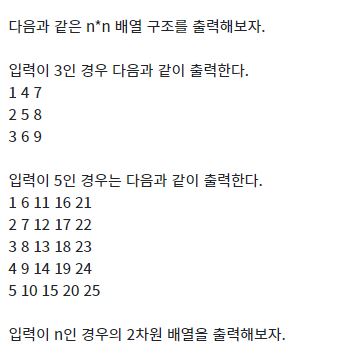 다음과 같은 n*n 배열 구조를 출력해보자.
입력이 3인 경우 다음과 같이 출력한다.
1 4 7
2 5 8
3 6 9
입력이 5인 경우는 다음과 같이 출력한다.
1 6 11 16 21
2 7 12 17 22
3 8 13 18 23
4 9 14 19 24
5 10 15 20 25
입력이 n인 경우의 2차원 배열을 출력해보자.